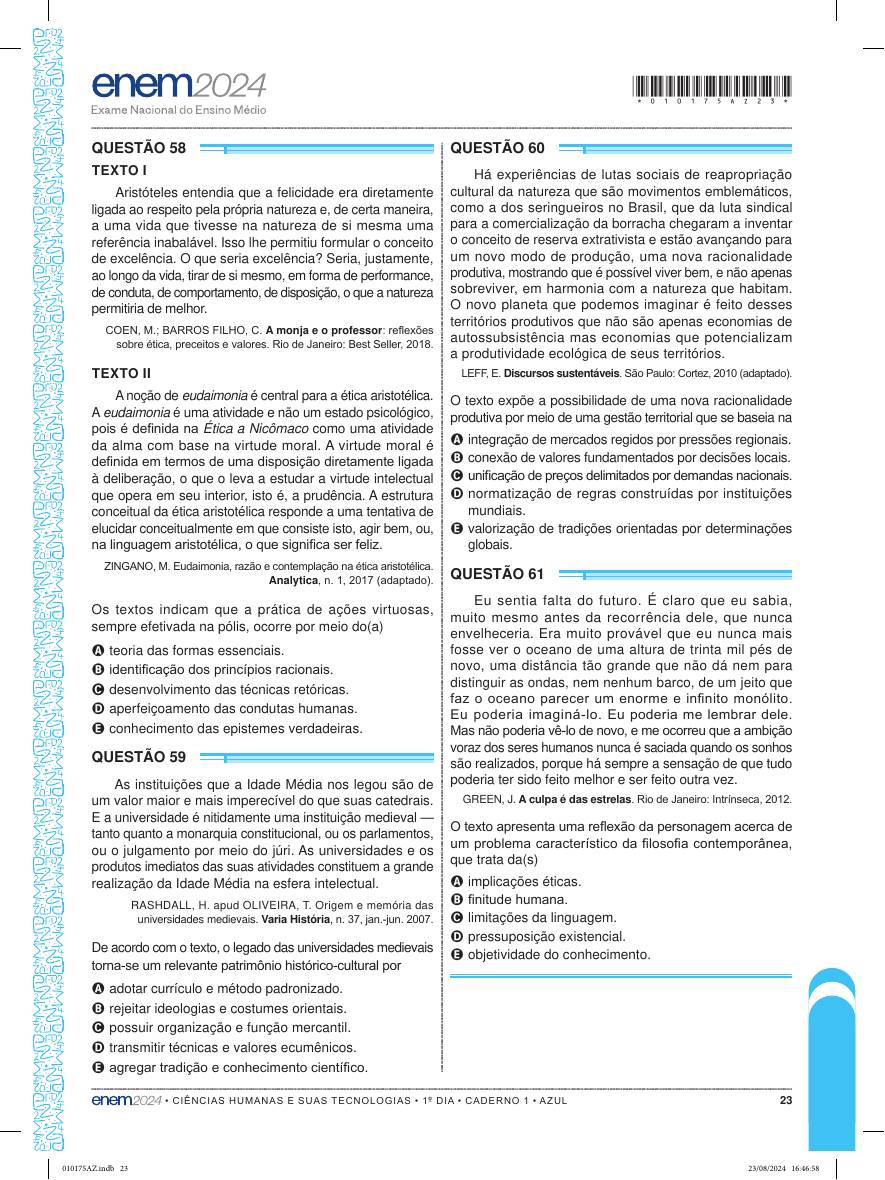 enem2024
Exame Nacional do Ensino Médio
*010175AZ23*
QUESTÃO 58
TEXTO I
Aristóteles entendia que a felicidade era diretamente
ligada ao respeito pela própria natureza e, de certa maneira,
a uma vida que tivesse na natureza de si mesma uma
referência inabalável. Isso lhe permitiu formular o conceito
de excelência. O que seria excelência? Seria, justamente,
ao longo da vida, tirar de si mesmo, em forma de performance,
de conduta, de comportamento, de disposição, o que a natureza
permitiria de melhor.
COEN, M.; BARROS FILHO, C. A monja e o professor: reflexões
sobre ética, preceitos e valores. Rio de Janeiro: Best Seller, 2018.
TEXTO II
A noção de eudaimonia é central para a ética aristotélica.
A eudaimonia é uma atividade e não um estado psicológico,
pois é definida na Ética a Nicômaco como uma atividade
da alma com base na virtude moral. A virtude moral é
definida em termos de uma disposição diretamente ligada
à deliberação, o que o leva a estudar a virtude intelectual
que opera em seu interior, isto é, a prudência. A estrutura
conceitual da ética aristotélica responde a uma tentativa de
elucidar conceitualmente em que consiste isto, agir bem, ou,
na linguagem aristotélica, o que significa ser feliz.
ZINGANO, M. Eudaimonia, razão e contemplação na ética aristotélica.
Analytica, n. 1, 2017 (adaptado).
Os textos indicam que a prática de ações virtuosas,
sempre efetivada na pólis, ocorre por meio do(a)
A teoria das formas essenciais.
B identificação dos princípios racionais.
C desenvolvimento das técnicas retóricas.
D aperfeiçoamento das condutas humanas.
E conhecimento das epistemes verdadeiras.
QUESTÃO 59
As instituições que a Idade Média nos legou são de
um valor maior e mais imperecível do que suas catedrais.
E a universidade é nitidamente uma instituição medieval —
tanto quanto a monarquia constitucional, ou os parlamentos,
ou o julgamento por meio do júri. As universidades e os
produtos imediatos das suas atividades constituem a grande
realização da Idade Média na esfera intelectual.
RASHDALL, H. apud OLIVEIRA, T. Origem e memória das
universidades medievais. Varia História, n. 37, jan.-jun. 2007.
De acordo com o texto, o legado das universidades medievais
torna-se um relevante patrimônio histórico-cultural por
A adotar currículo e método padronizado.
B rejeitar ideologias e costumes orientais.
C possuir organização e função mercantil.
D transmitir técnicas e valores ecumênicos.
E agregar tradição e conhecimento científico.
QUESTÃO 60
Há experiências de lutas sociais de reapropriação
cultural da natureza que são movimentos emblemáticos,
como a dos seringueiros no Brasil, que da luta sindical
para a comercialização da borracha chegaram a inventar
o conceito de reserva extrativista e estão avançando para
um novo modo de produção, uma nova racionalidade
produtiva, mostrando que é possível viver bem, e não apenas
sobreviver, em harmonia com a natureza que habitam.
O novo planeta que podemos imaginar é feito desses
territórios produtivos que não são apenas economias de
autossubsistência mas economias que potencializam
a produtividade ecológica de seus territórios.
LEFF, E. Discursos sustentáveis. São Paulo: Cortez, 2010 (adaptado).
O texto expõe a possibilidade de uma nova racionalidade
produtiva por meio de uma gestão territorial que se baseia na
A integração de mercados regidos por pressões regionais.
B conexão de valores fundamentados por decisões locais.
C unificação de preços delimitados por demandas nacionais.
D normatização de regras construídas por instituições
mundiais.
E valorização de tradições orientadas por determinações
globais.
QUESTÃO 61
Eu sentia falta do futuro. É claro que eu sabia,
muito mesmo antes da recorrência dele, que nunca
envelheceria. Era muito provável que eu nunca mais
fosse ver o oceano de uma altura de trinta mil pés de
novo, uma distância tão grande que não dá nem para
distinguir as ondas, nem nenhum barco, de um jeito que
faz o oceano parecer um enorme e infinito monólito.
Eu poderia imaginá-lo. Eu poderia me lembrar dele.
Mas não poderia vê-lo de novo, e me ocorreu que a ambição
voraz dos seres humanos nunca é saciada quando os sonhos
são realizados, porque há sempre a sensação de que tudo
poderia ter sido feito melhor e ser feito outra vez.
GREEN, J. A culpa é das estrelas. Rio de Janeiro: Intrínseca, 2012.
O texto apresenta uma reflexão da personagem acerca de
um problema característico da filosofia contemporânea,
que trata da(s)
A implicações éticas.
B finitude humana.
C limitações da linguagem.
D pressuposição existencial.
E objetividade do conhecimento.
enem2024 • CIÊNCIAS HUMANAS E SUAS TECNOLOGIAS • 1º DIA • CADERNO 1 • AZUL
23
010175AZ.indb 23
23/08/2024 16:46:58